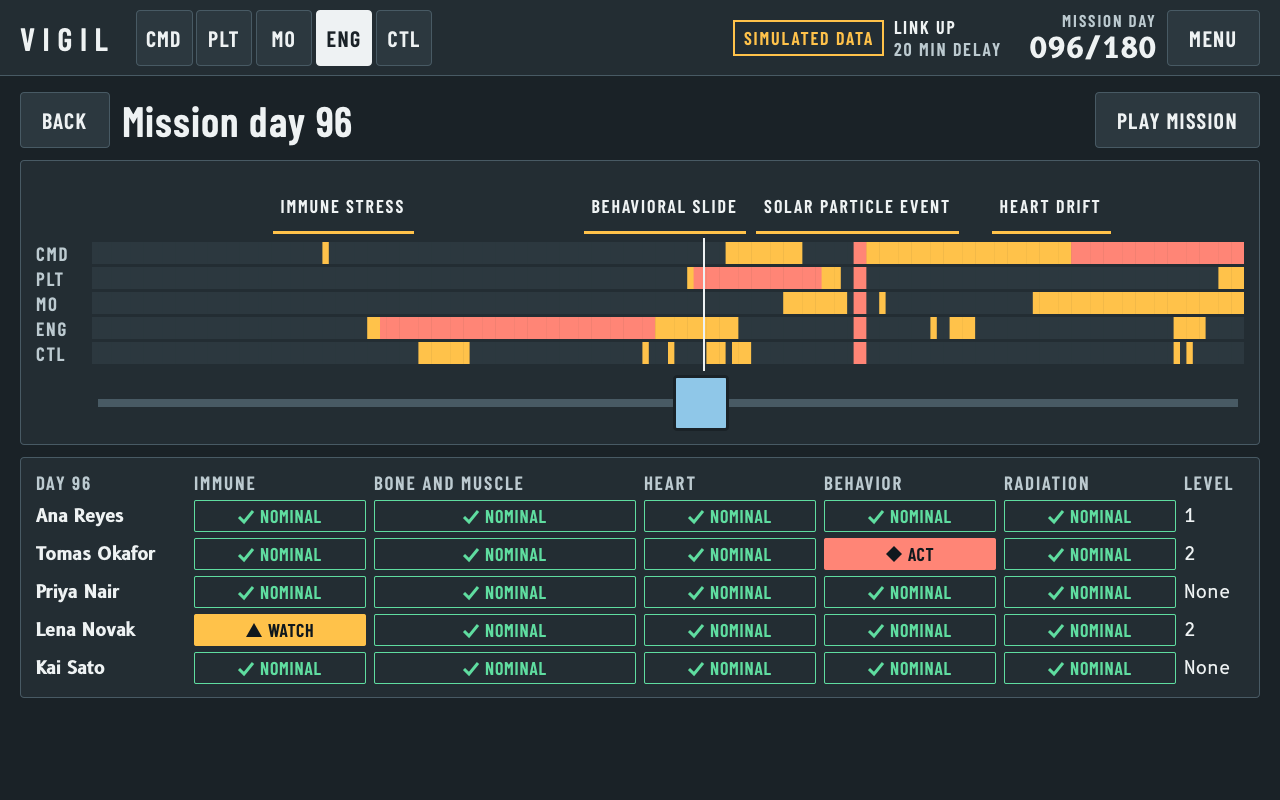 VIGIL CMD PLT MO ENG CTL SIMULATED DATA LINK UP 20 MIN DELAY MISSION DAY 096/180 MENU
BACK Mission day 96 PLAY MISSION
IMMUNE STRESS BEHAVIORAL SLIDE SOLAR PARTICLE EVENT HEART DRIFT
CMD
PLT
MO
ENG
CTL
DAY 96 IMMUNE BONE AND MUSCLE HEART BEHAVIOR RADIATION LEVEL
Ana Reyes NOMINAL NOMINAL NOMINAL NOMINAL NOMINAL 1
Tomas Okafor NOMINAL NOMINAL NOMINAL ACT NOMINAL 2
Priya Nair NOMINAL NOMINAL NOMINAL NOMINAL NOMINAL None
Lena Novak WATCH NOMINAL NOMINAL NOMINAL NOMINAL 2
Kai Sato NOMINAL NOMINAL NOMINAL NOMINAL NOMINAL None